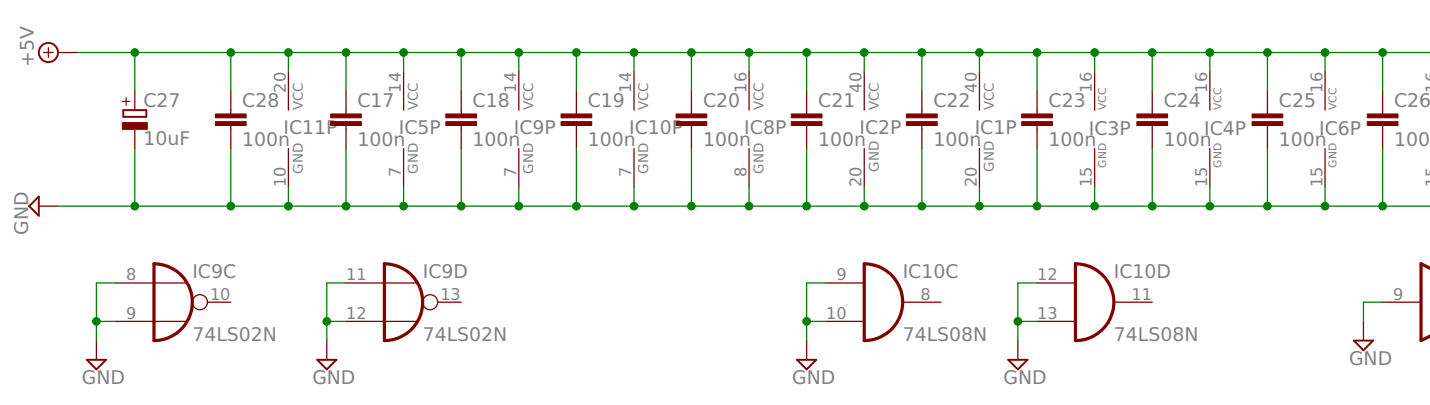 +5V
20 14 14 14 16 40 40 16 16 16
VCC VCC VCC VCC VCC VCC VCC VCC VCC VCC
+ C27 C28 C17 C18 C19 C20 C21 C22 C23 C24 C25 C26
10uF 100n 100n 100n 100n 100n 100n 100n 100n 100n 100n 100
IC11P IC5P IC9P IC10P IC8P IC2P IC1P IC3P IC4P IC6P
GND GND GND GND GND GND GND GND GND GND
10 7 7 7 8 20 20 15 15 15
GND
8 IC9C
10
9
74LS02N
GND
11 IC9D
13
12
74LS02N
GND
9 IC10C
8
10
74LS08N
GND
12 IC10D
11
13
74LS08N
GND
9
GND